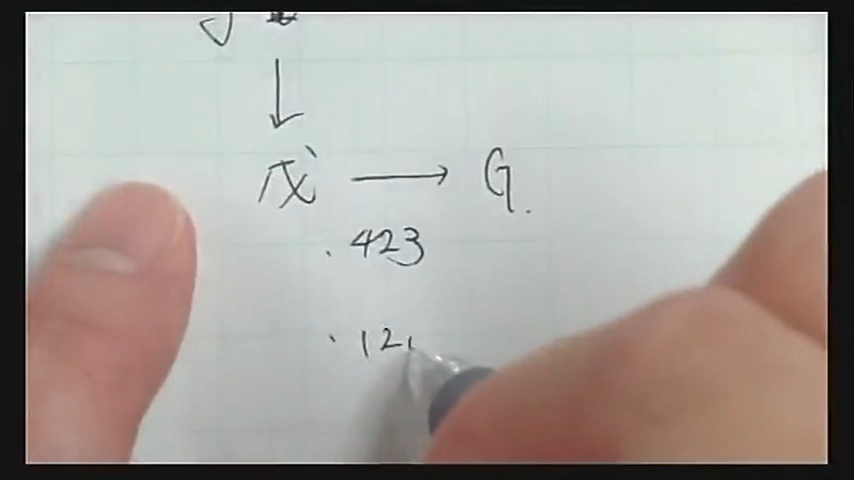 戊 → G.
. 423
. 12